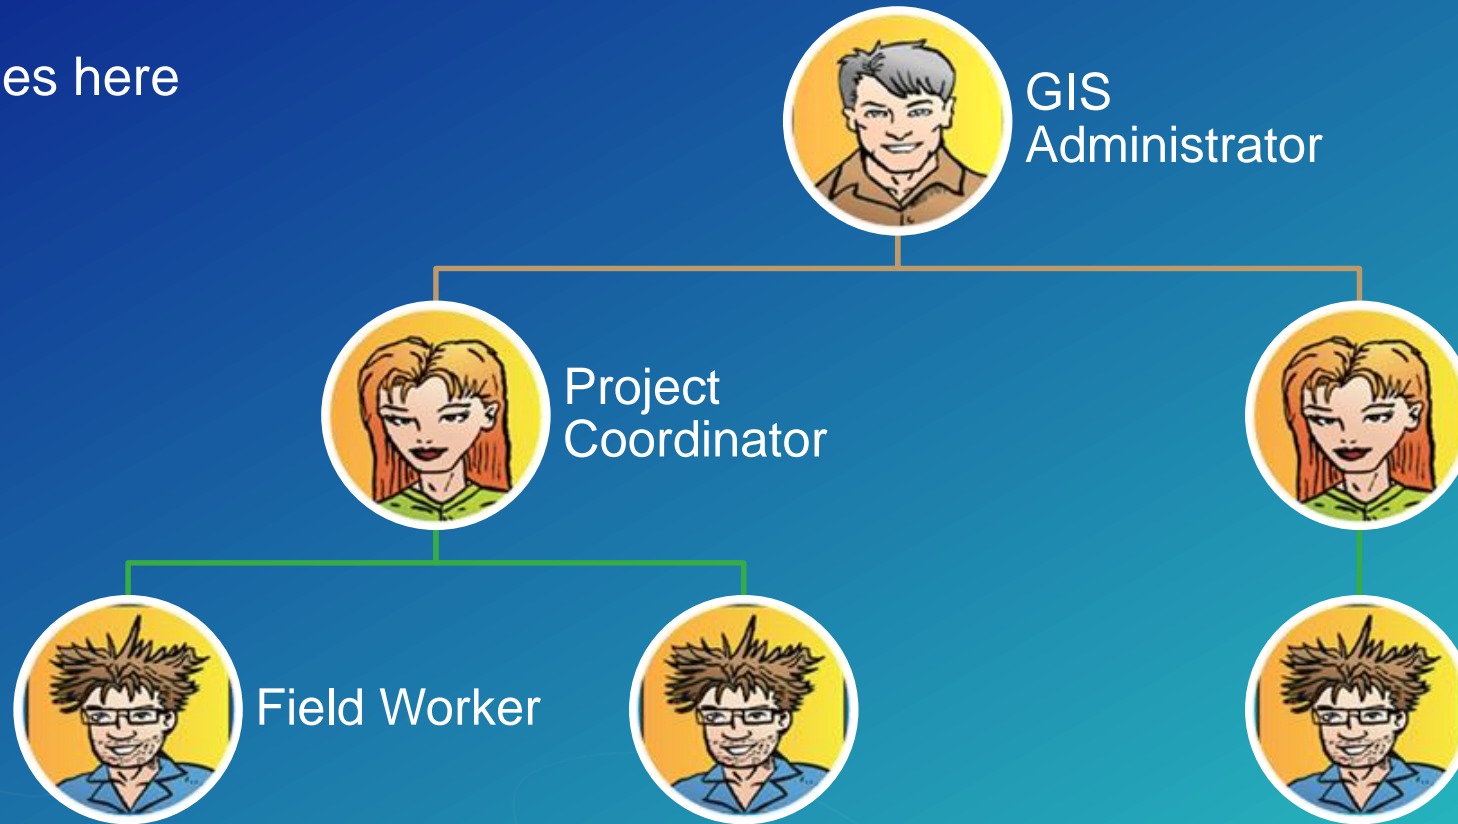 es here
GIS
Administrator
Project
Coordinator
Field Worker